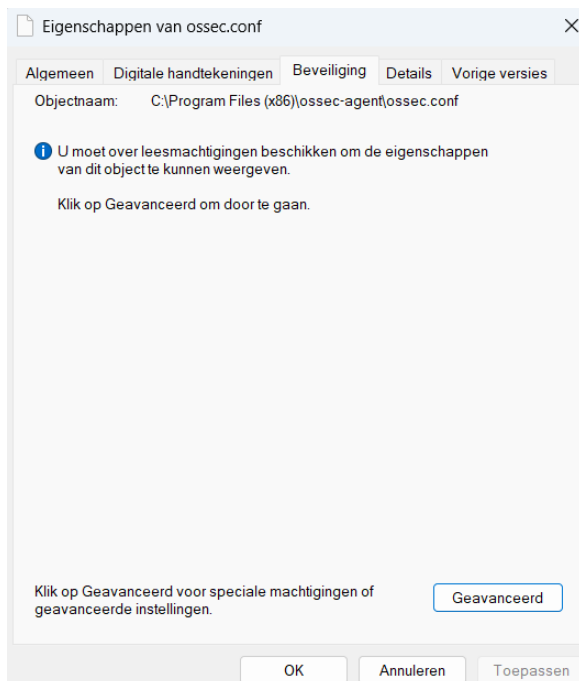 Eigenschappen van ossec.conf
Algemeen Digitale handtekeningen Beveiliging Details Vorige versies
Objectnaam: C:\Program Files (x86)\ossec-agent\ossec.conf
U moet over leesmachtigingen beschikken om de eigenschappen
van dit object te kunnen weergeven.
Klik op Geavanceerd om door te gaan.
Klik op Geavanceerd voor speciale machtigingen of
geavanceerde instellingen.
Geavanceerd
OK Annuleren Toepassen